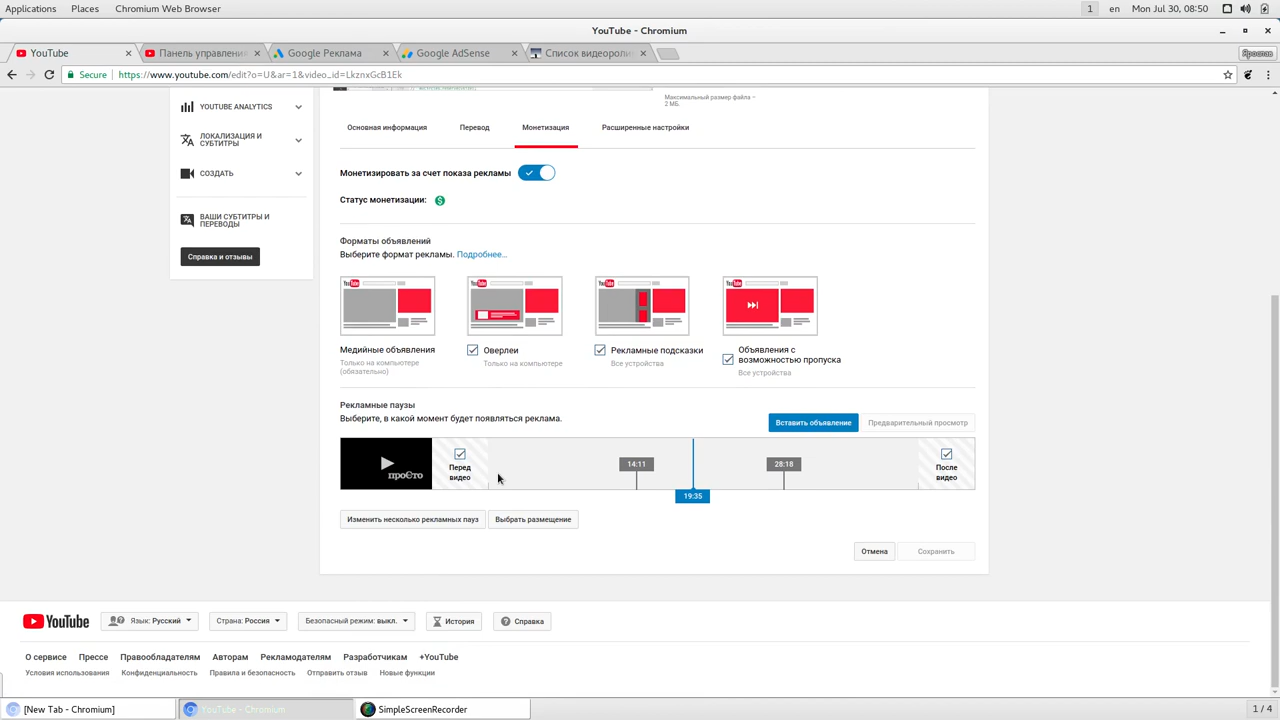 Applications Places Chromium Web Browser 1 en Mon Jul 30, 08:50
YouTube - Chromium
YouTube Панель управления Google Реклама Google AdSense Список видеороли Ярослав
Secure https://www.youtube.com/edit?o=U&ar=1&video_id=LkznxGcB1Ek
Максимальный размер файла –
2 МБ.
YOUTUBE ANALYTICS
ЛОКАЛИЗАЦИЯ И
СУБТИТРЫ
СОЗДАТЬ
ВАШИ СУБТИТРЫ И
ПЕРЕВОДЫ
Справка и отзывы
Основная информация Перевод Монетизация Расширенные настройки
Монетизировать за счет показа рекламы
Статус монетизации: $
Форматы объявлений
Выберите формат рекламы. Подробнее...
YouTube YouTube YouTube YouTube
Медийные объявления
Только на компьютере
(обязательно)
Оверлеи
Только на компьютере
Рекламные подсказки
Все устройства
Объявления с
возможностью пропуска
Все устройства
Рекламные паузы
Выберите, в какой момент будет появляться реклама.
Вставить объявление Предварительный просмотр
просто
Перед
видео
14:11
19:35
28:18
После
видео
Изменить несколько рекламных пауз Выбрать размещение
Отмена Сохранить
YouTube Язык: Русский Страна: Россия Безопасный режим: выкл. История Справка
О сервисе Прессе Правообладателям Авторам Рекламодателям Разработчикам +YouTube
Условия использования Конфиденциальность Правила и безопасность Отправить отзыв Новые функции
[New Tab - Chromium] YouTube - Chromium SimpleScreenRecorder 1 / 4